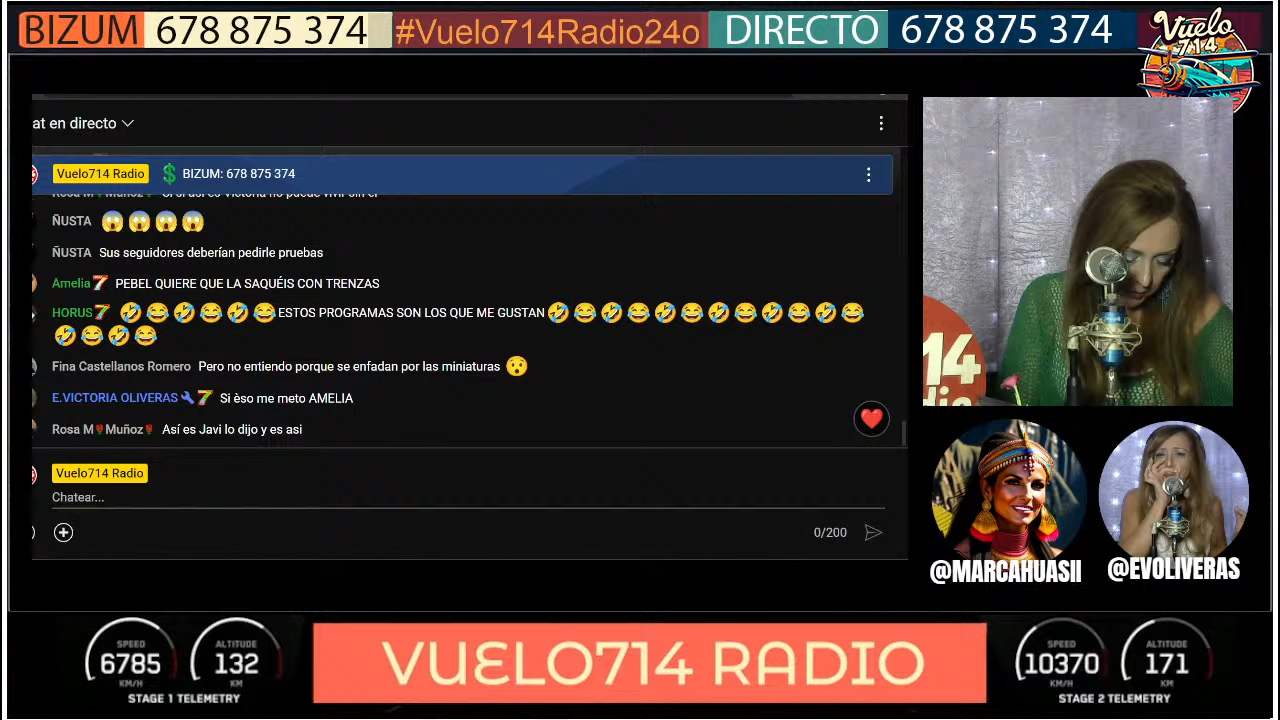 BIZUM 678 875 374 #Vuelo714Radio24o DIRECTO 678 875 374
Vuelo
714
at en directo
Vuelo714 Radio 💲 BIZUM: 678 875 374
ÑUSTA 😱😱😱😱
ÑUSTA Sus seguidores deberían pedirle pruebas
Amelia7 PEBEL QUIERE QUE LA SAQUÉIS CON TRENZAS
HORUS7 🤣😂🤣😂🤣😂ESTOS PROGRAMAS SON LOS QUE ME GUSTAN🤣😂🤣😂🤣😂🤣😂🤣😂🤣😂
🤣😂🤣😂
Fina Castellanos Romero Pero no entiendo porque se enfadan por las miniaturas 😯
E.VICTORIA OLIVERAS 🔧 7 Si èso me meto AMELIA
Rosa M🌹Muñoz🌹 Así es Javi lo dijo y es asi
Vuelo714 Radio
Chatear...
0/200
14
dio
@MARCAHUASII
@EVOLIVERAS
SPEED
6785
KM/H
ALTITUDE
132
KM
STAGE 1 TELEMETRY
VUELO714 RADIO
SPEED
10370
KM/H
ALTITUDE
171
KM
STAGE 2 TELEMETRY